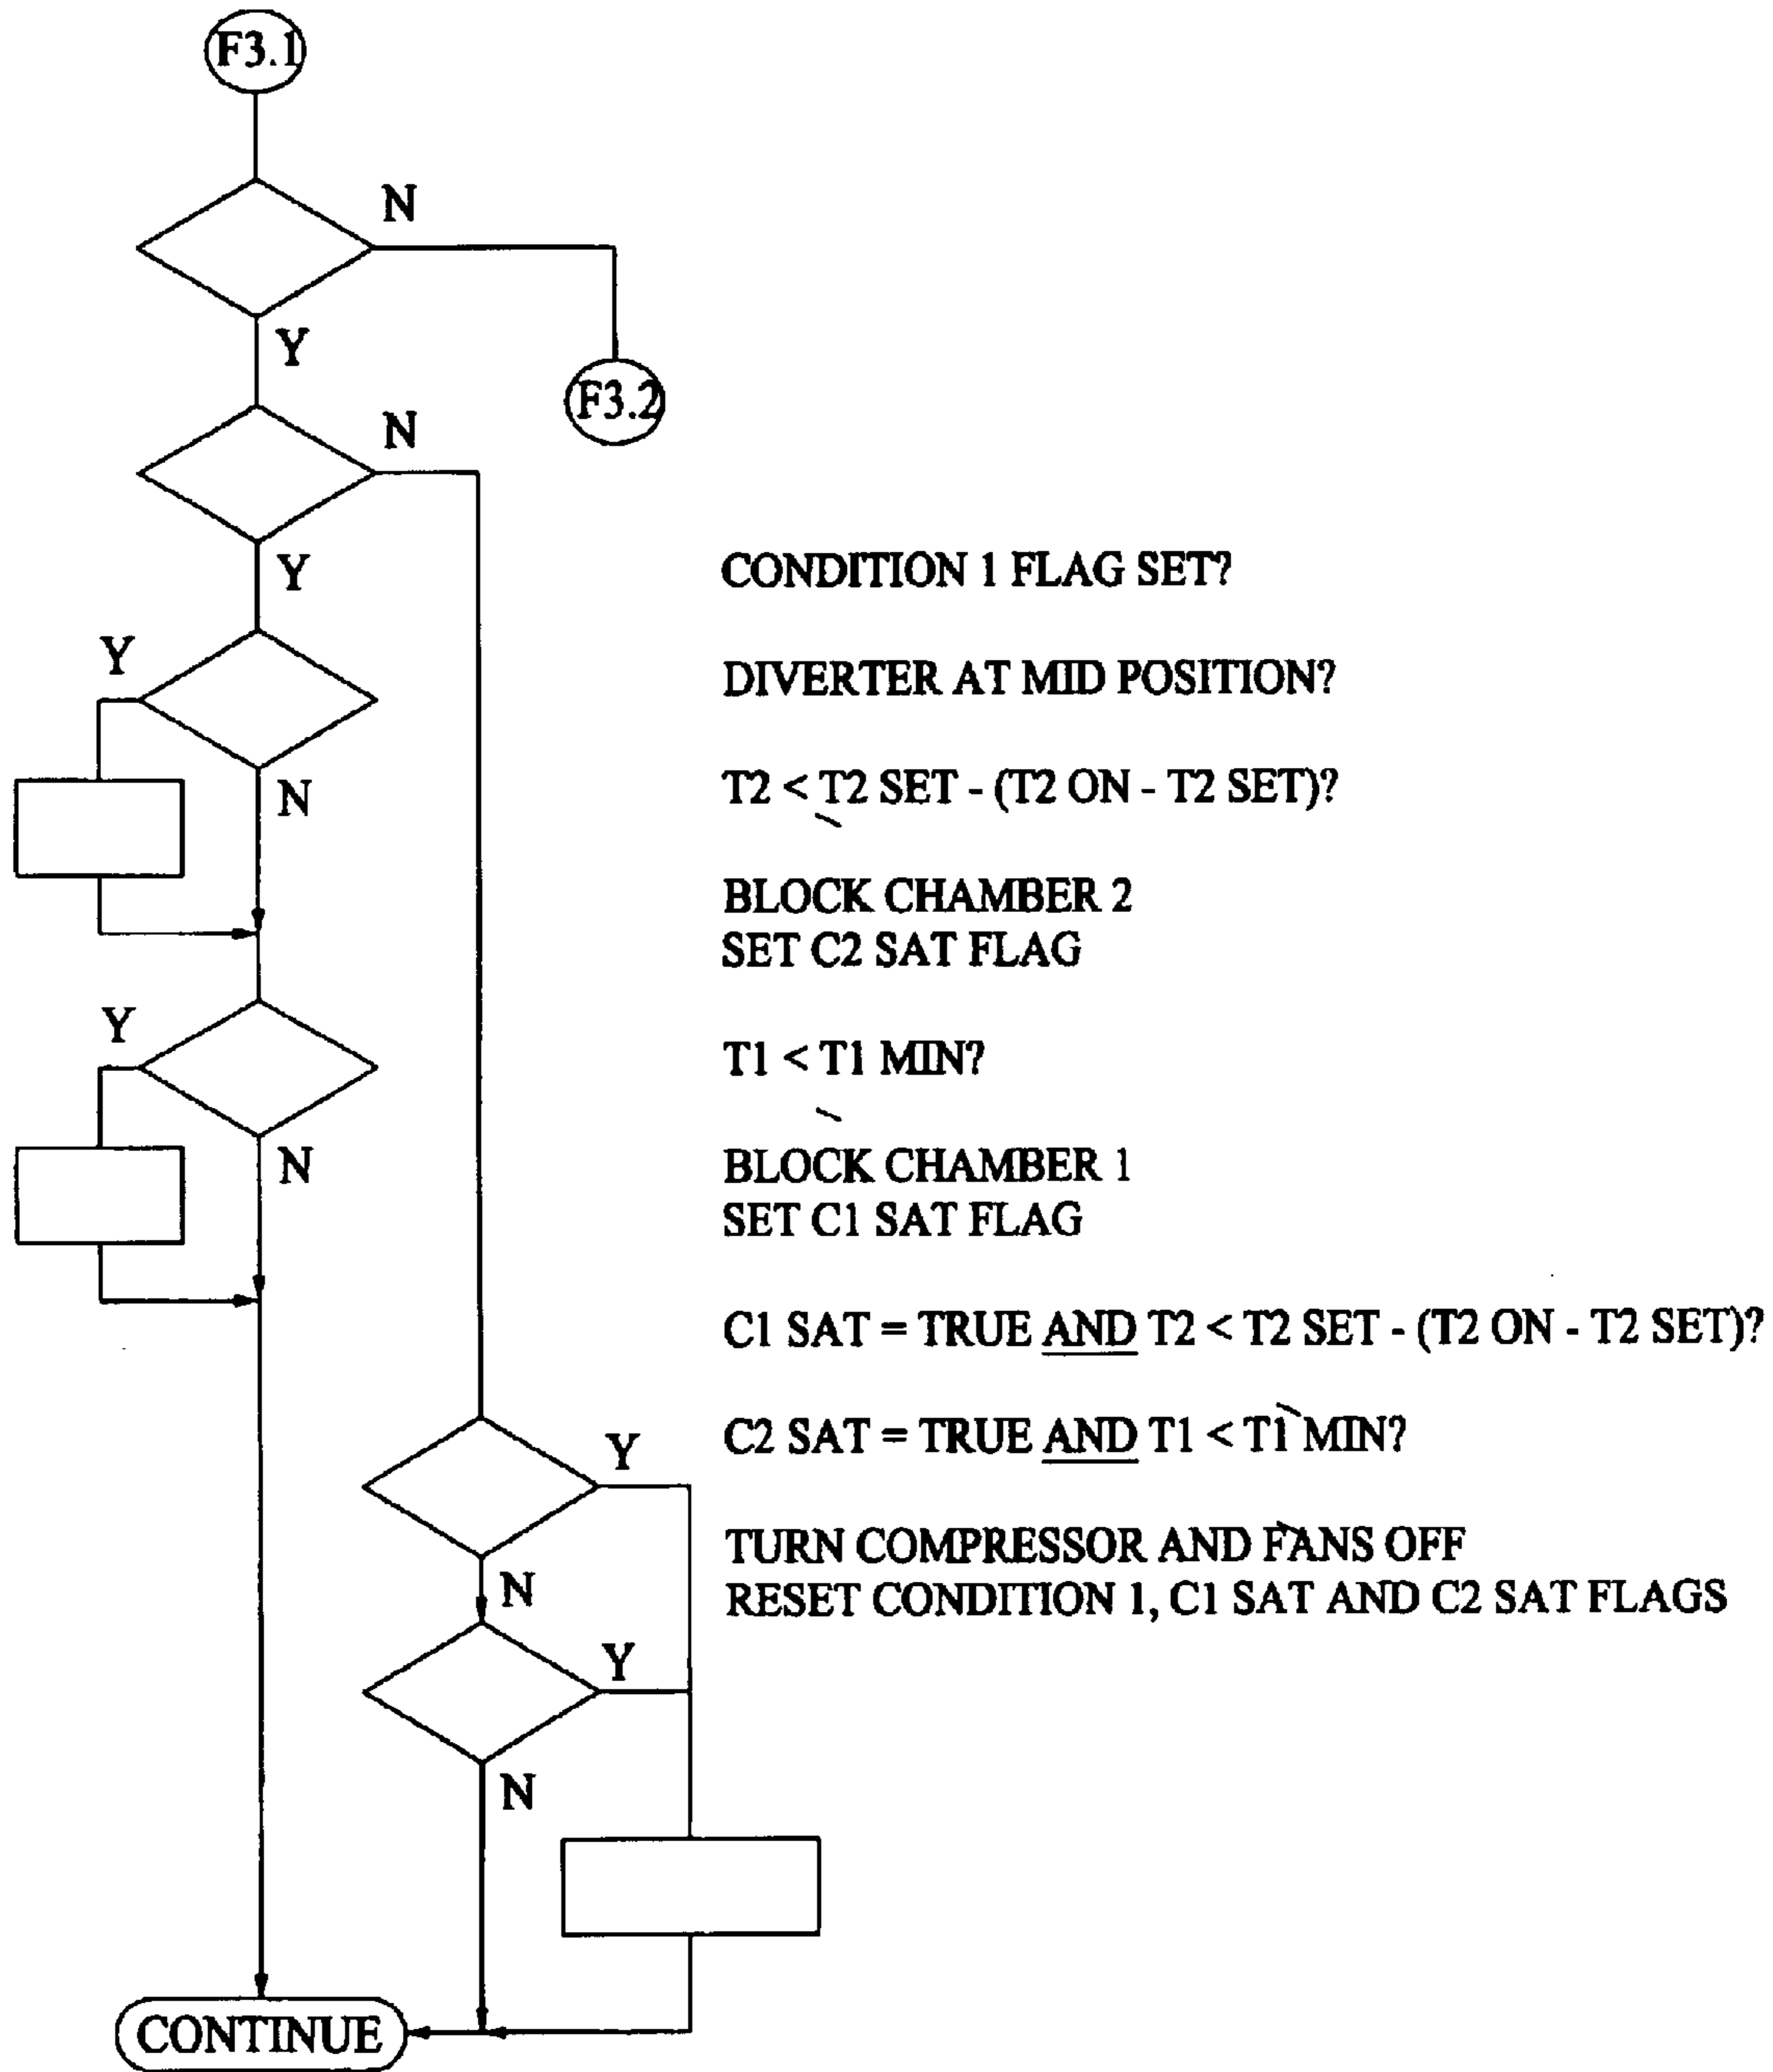 F3.1
N
Y
F3.2
N
Y
CONDITION 1 FLAG SET?
Y
DIVERTER AT MID POSITION?
N
T2 < T2 SET - (T2 ON - T2 SET)?
BLOCK CHAMBER 2
SET C2 SAT FLAG
Y
T1 < T1 MIN?
N
BLOCK CHAMBER 1
SET C1 SAT FLAG
C1 SAT = TRUE AND T2 < T2 SET - (T2 ON - T2 SET)?
C2 SAT = TRUE AND T1 < T1 MIN?
Y
TURN COMPRESSOR AND FANS OFF
N
RESET CONDITION 1, C1 SAT AND C2 SAT FLAGS
Y
N
CONTINUE